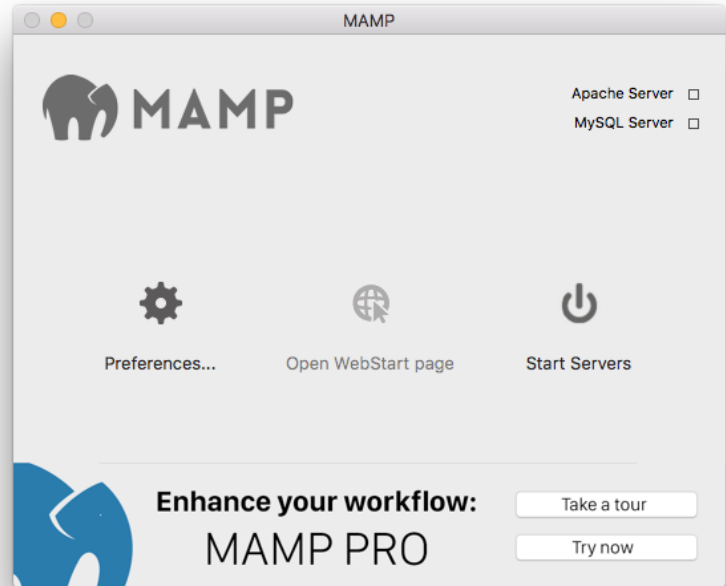 MAMP
MAMP
Apache Server
MySQL Server
Preferences...
Open WebStart page
Start Servers
Enhance your workflow:
MAMP PRO
Take a tour
Try now